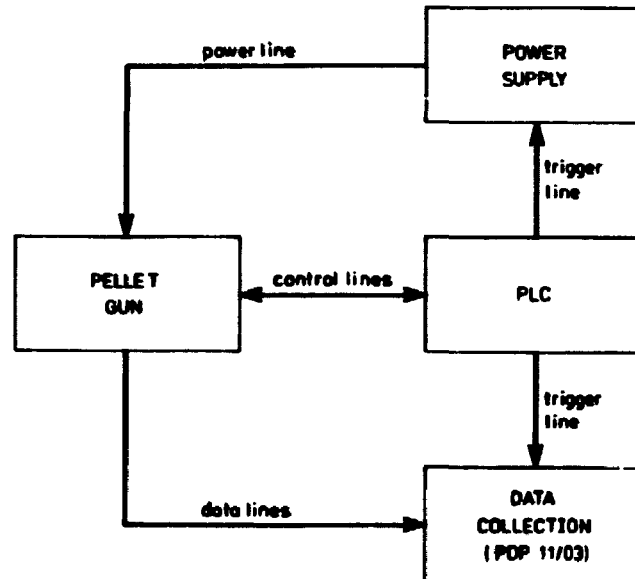 power line
POWER
SUPPLY
trigger
line
PELLET
GUN
control lines
PLC
trigger
line
data lines
DATA
COLLECTION
(PDP 11/03)